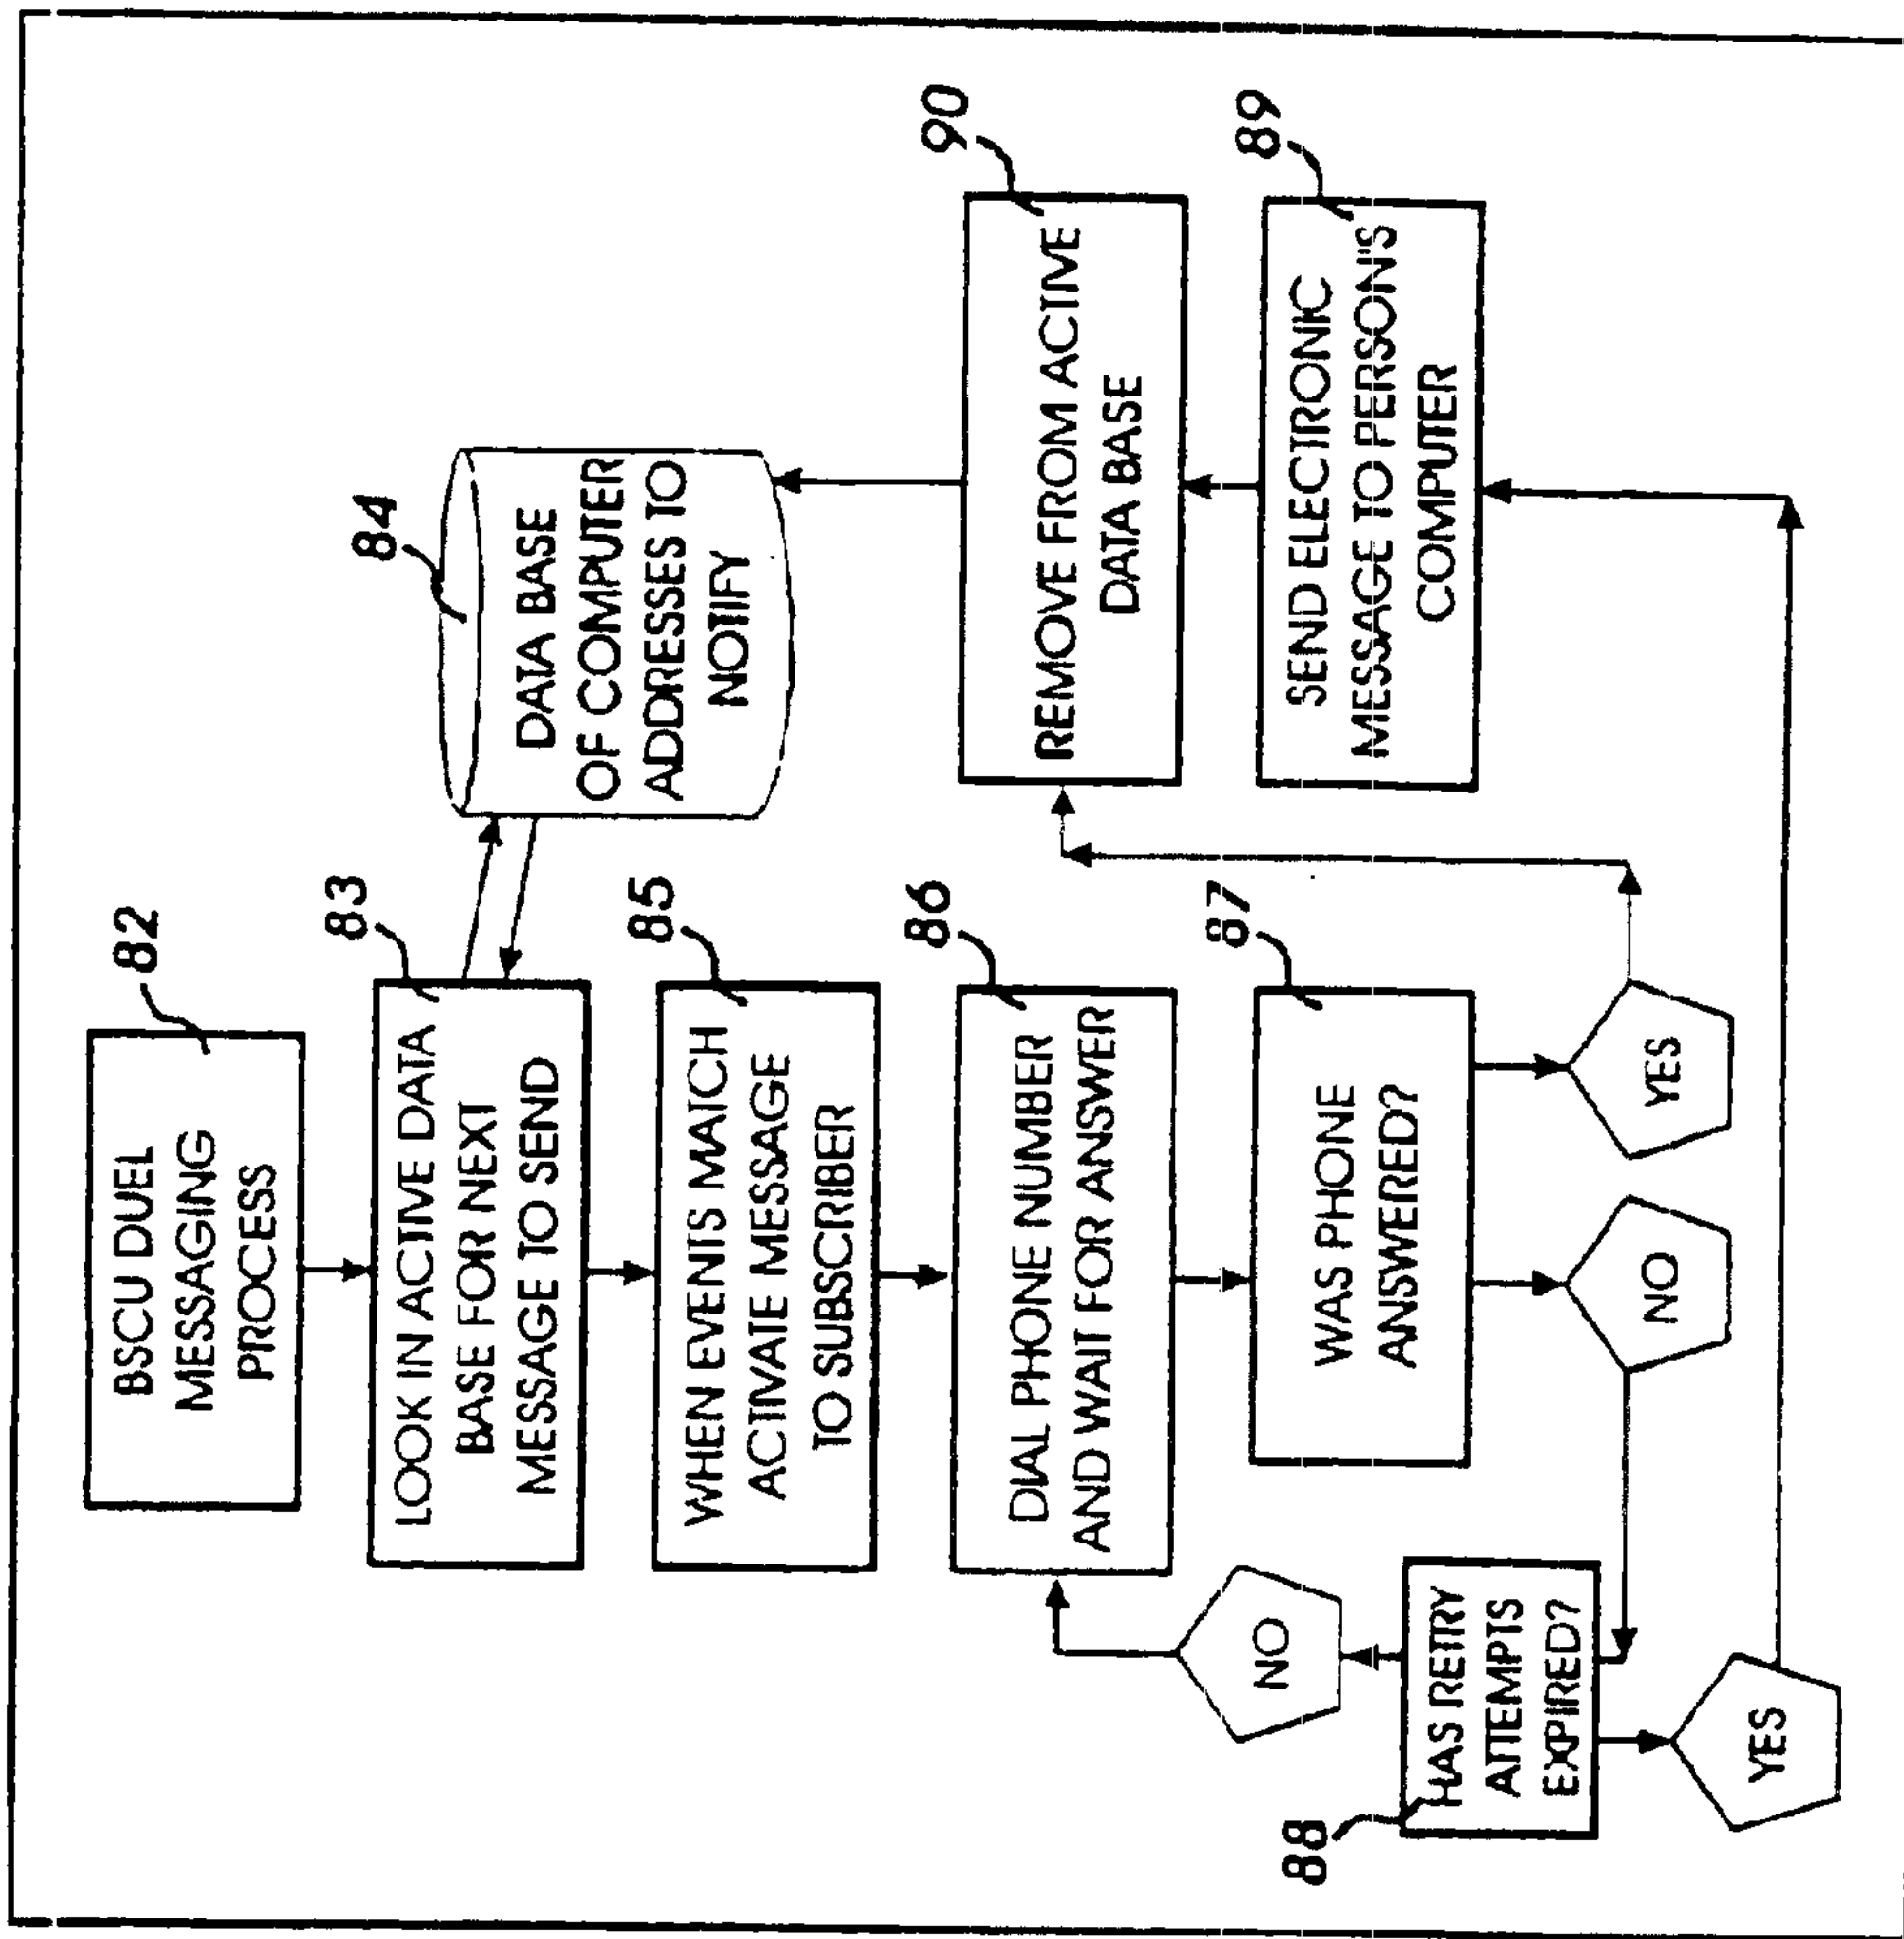 82
BSCU DUEL
MESSAGING
PROCESS
83
LOOK IN ACTIVE DATA
BASE FOR NEXT
MESSAGE TO SEND
84
DATA BASE
OF COMPUTER
ADDRESSES TO
NOTIFY
85
WHEN EVENTS MATCH
ACTIVATE MESSAGE
TO SUBSCRIBER
86
DIAL PHONE NUMBER
AND WAIT FOR ANSWER
87
WAS PHONE
ANSWERED?
YES
NO
88
HAS RETRY
ATTEMPTS
EXPIRED?
NO
YES
90
REMOVE FROM ACTIVE
DATA BASE
89
SEND ELECTRONIC
MESSAGE TO PERSON'S
COMPUTER